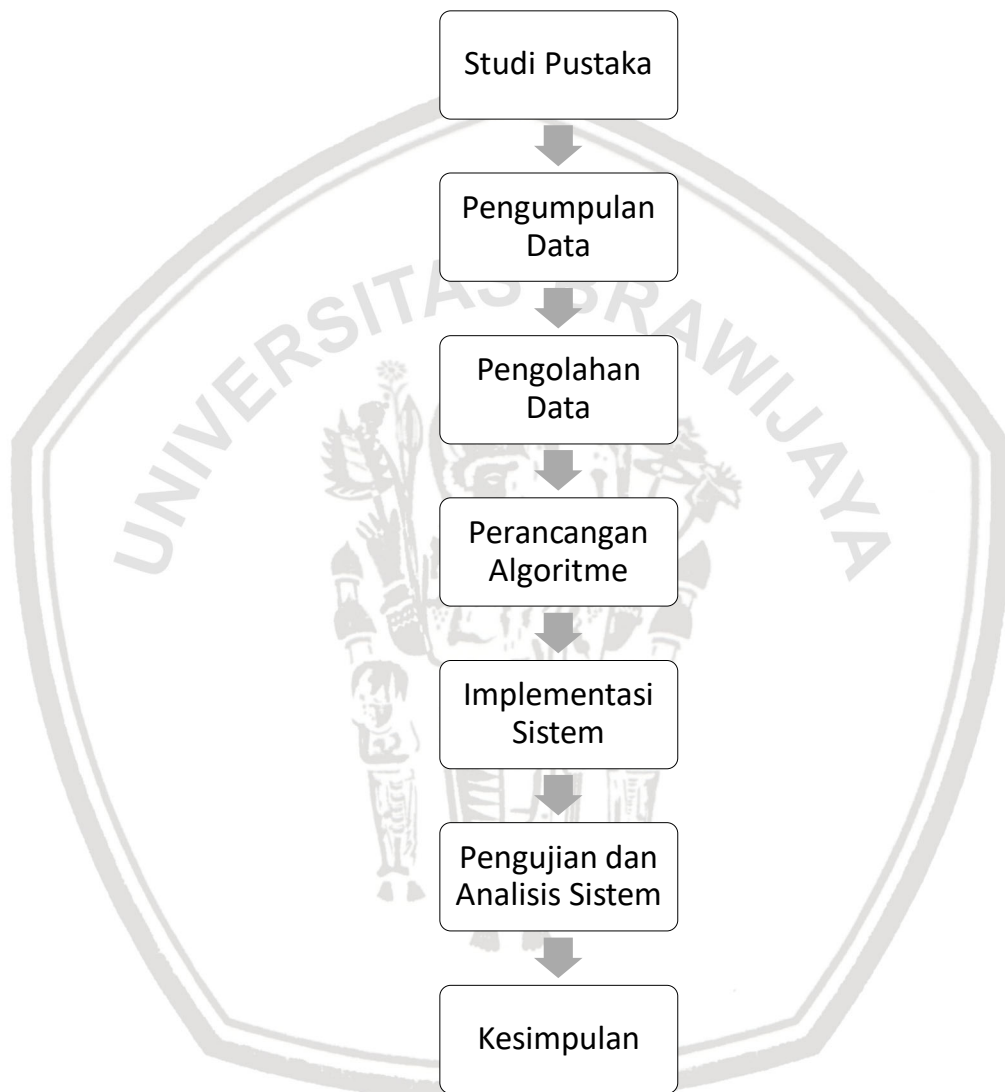 Studi Pustaka
Pengumpulan
Data
UNIVERSITAS BRAWIJAYA
Pengolahan
Data
Perancangan
Algoritme
Implementasi
Sistem
Pengujian dan
Analisis Sistem
Kesimpulan